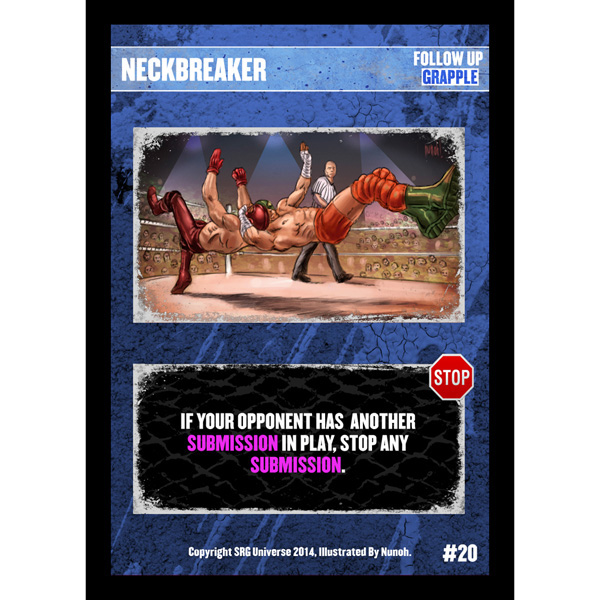 NECKBREAKER
FOLLOW UP
GRAPPLE
STOP
IF YOUR OPPONENT HAS ANOTHER
SUBMISSION IN PLAY, STOP ANY
SUBMISSION.
Copyright SRG Universe 2014, Illustrated By Nunoh.
#20